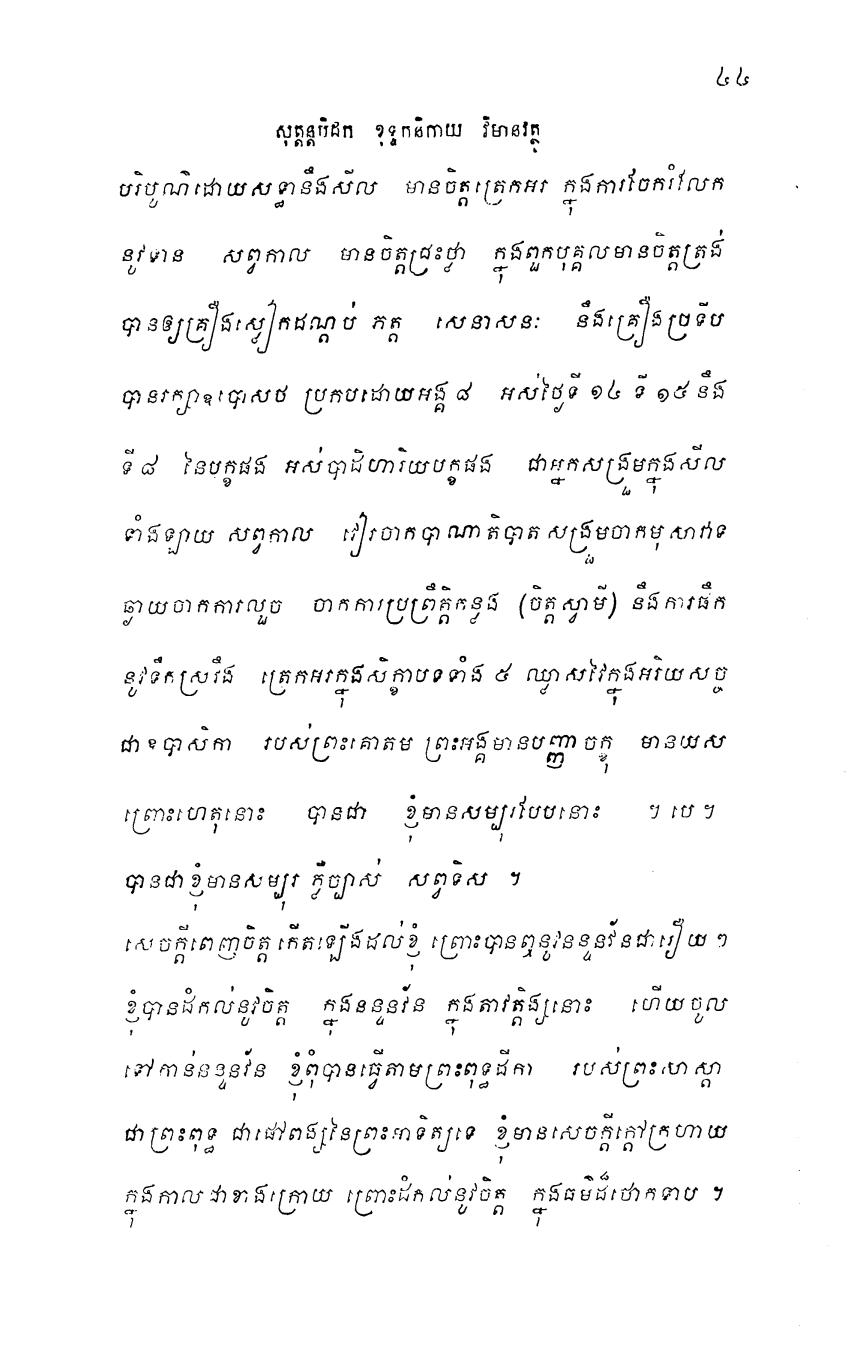 ៤៤
សុត្តន្តបិដក ខុទ្ទកនិកាយ វិមានវត្ថុ
បរិបូណ៌ដោយសទ្ធានឹងសីល មានចិត្តត្រេកអរ ក្នុងការចែករំលែក
នូវទាន សព្វកាល មានចិត្តជ្រះថ្លា ក្នុងពួកបុគ្គលមានចិត្តត្រង់
បានឲ្យគ្រឿងស្លៀកដណ្តប់ ភត្ត សេនាសនៈ នឹងគ្រឿងប្រទីប
បានរក្សាឧបោសថ ប្រកបដោយអង្គ ៨ អស់ថ្ងៃទី ១៤ ទី ១៥ នឹង
ទី ៨ នៃបក្ខផង អស់បាដិហារិយបក្ខផង ជាអ្នកសង្រួមក្នុងសីល
ទាំងឡាយ សព្វកាល វៀរចាកបាណាតិបាត សង្រួមចាកមុសាវាទ
ឆ្ងាយចាកការលួច ចាកការប្រព្រឹត្តិកន្លង (ចិត្តស្វាមី) នឹងការផឹក
នូវទឹកស្រវឹង ត្រេកអរក្នុងសិក្ខាបទទាំង ៥ ឈ្លាសវៃក្នុងអរិយសច្ច
ជាឧបាសិកា របស់ព្រះគោតម ព្រះអង្គមានបញ្ញាចក្ខុ មានយស
ព្រោះហេតុនោះ បានជា ខ្ញុំមានសម្បុរបែបនោះ ។ បេ ។
បានជាខ្ញុំមានសម្បុរ ភ្លឺច្បាស់ សព្វទិស ។
សេចក្តីពេញចិត្ត កើតឡើងដល់ខ្ញុំ ព្រោះបានឮនូវនន្ទនវ័នជារឿយ ៗ
ខ្ញុំបានដំកល់នូវចិត្ត ក្នុងនន្ទនវ័ន ក្នុងតាវត្តិង្សនោះ ហើយចូល
ទៅកាន់នន្ទនវ័ន ខ្ញុំពុំបានធ្វើតាមព្រះពុទ្ធដីកា របស់ព្រះសាស្តា
ជាព្រះពុទ្ធ ជាផៅពង្សនៃព្រះអាទិត្យទេ ខ្ញុំមានសេចក្តីក្តៅក្រហាយ
ក្នុងកាលជាខាងក្រោយ ព្រោះដំកល់នូវចិត្ត ក្នុងធម៌ដ៏ថោកទាប ។